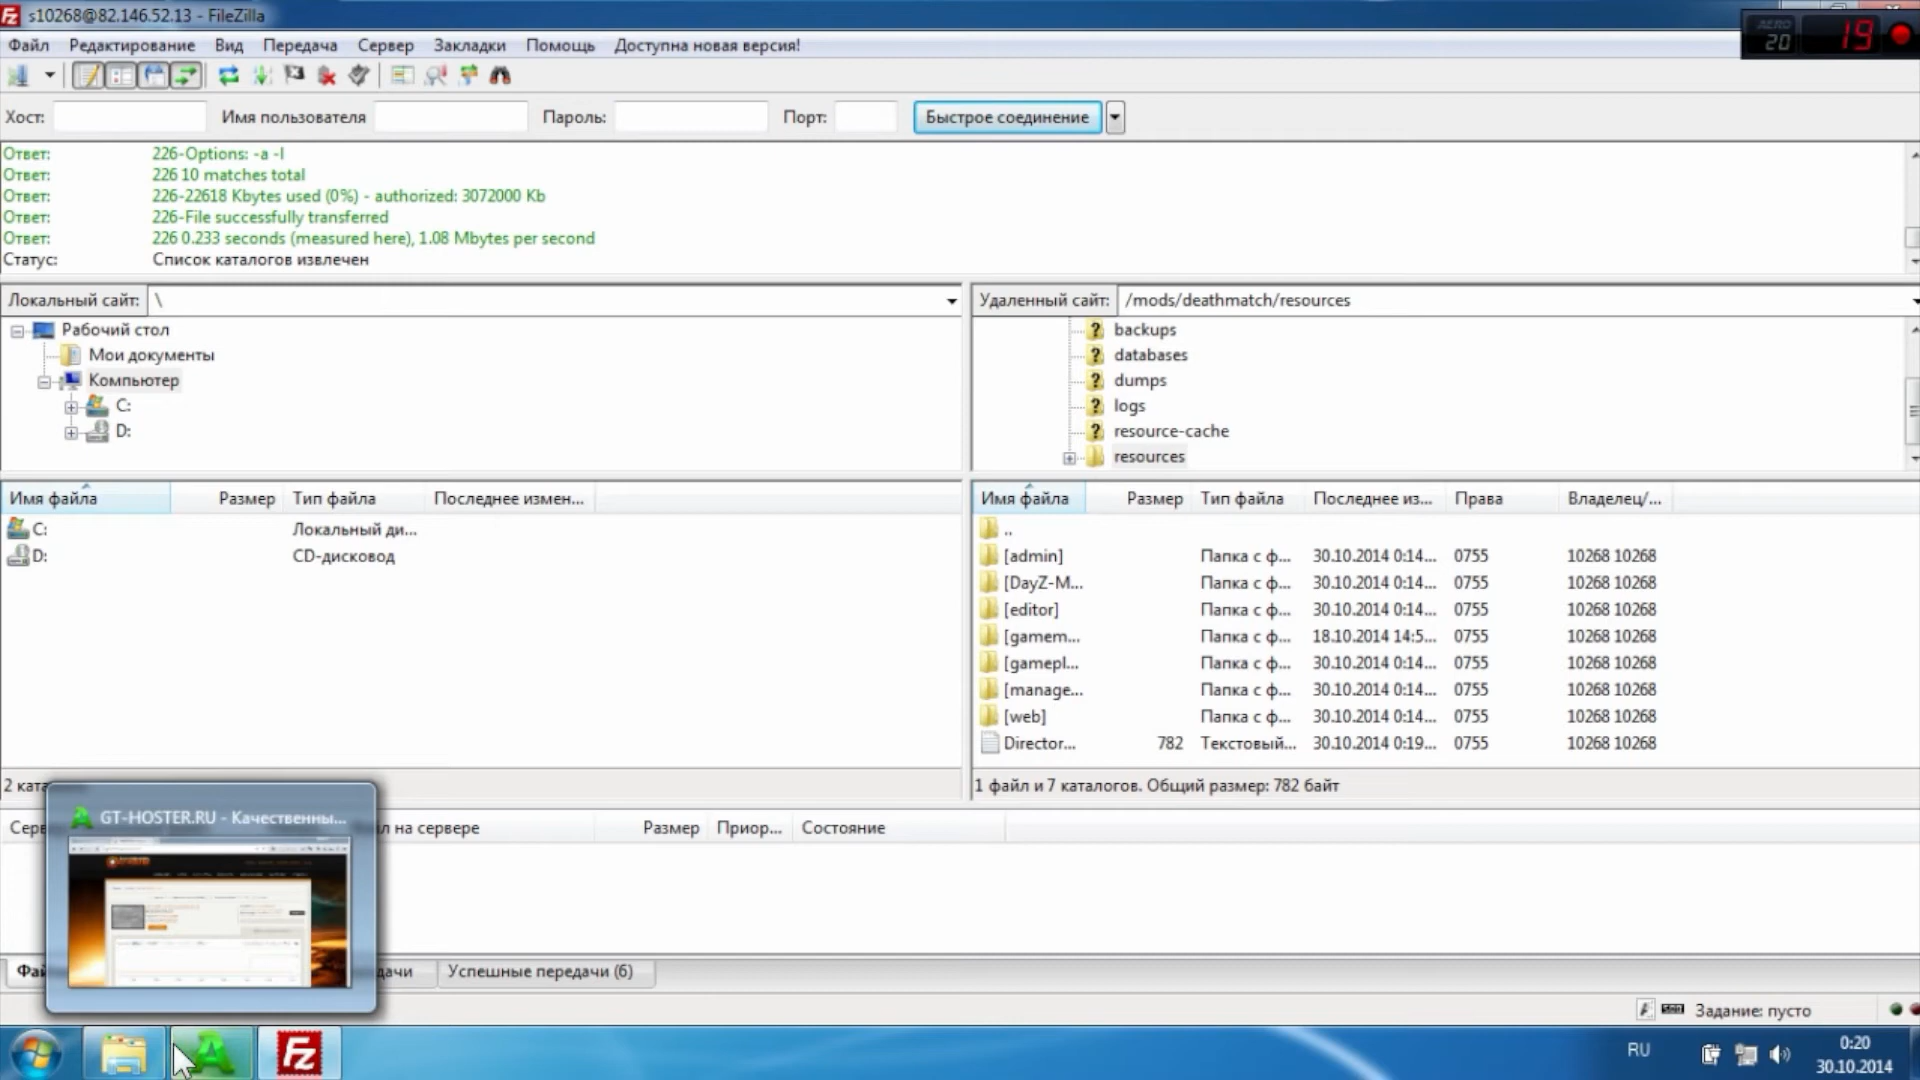 s10268@82.146.52.13 - FileZilla
Файл Редактирование Вид Передача Сервер Закладки Помощь Доступна новая версия!
AERO 20 19
Хост: Имя пользователя Пароль: Порт: Быстрое соединение
Ответ: 226-Options: -a -l
Ответ: 226 10 matches total
Ответ: 226-22618 Kbytes used (0%) - authorized: 3072000 Kb
Ответ: 226-File successfully transferred
Ответ: 226 0.233 seconds (measured here), 1.08 Mbytes per second
Статус: Список каталогов извлечен
Локальный сайт: \
Рабочий стол
Мои документы
Компьютер
C:
D:
Удаленный сайт: /mods/deathmatch/resources
backups
databases
dumps
logs
resource-cache
resources
Имя файла Размер Тип файла Последнее измен...
C: Локальный ди...
D: CD-дисковод
2 ката
Имя файла Размер Тип файла Последнее из... Права Владелец/...
..
[admin] Папка с ф... 30.10.2014 0:14... 0755 10268 10268
[DayZ-M... Папка с ф... 30.10.2014 0:14... 0755 10268 10268
[editor] Папка с ф... 30.10.2014 0:14... 0755 10268 10268
[gamem... Папка с ф... 18.10.2014 14:5... 0755 10268 10268
[gamepl... Папка с ф... 30.10.2014 0:14... 0755 10268 10268
[manage... Папка с ф... 30.10.2014 0:14... 0755 10268 10268
[web] Папка с ф... 30.10.2014 0:14... 0755 10268 10268
Director... 782 Текстовый... 30.10.2014 0:19... 0755 10268 10268
1 файл и 7 каталогов. Общий размер: 782 байт
GT-HOSTER.RU - Качественны...
Серв л на сервере Размер Приор... Состояние
Фай дачи Успешные передачи (6)
Задание: пусто
RU
0:20
30.10.2014